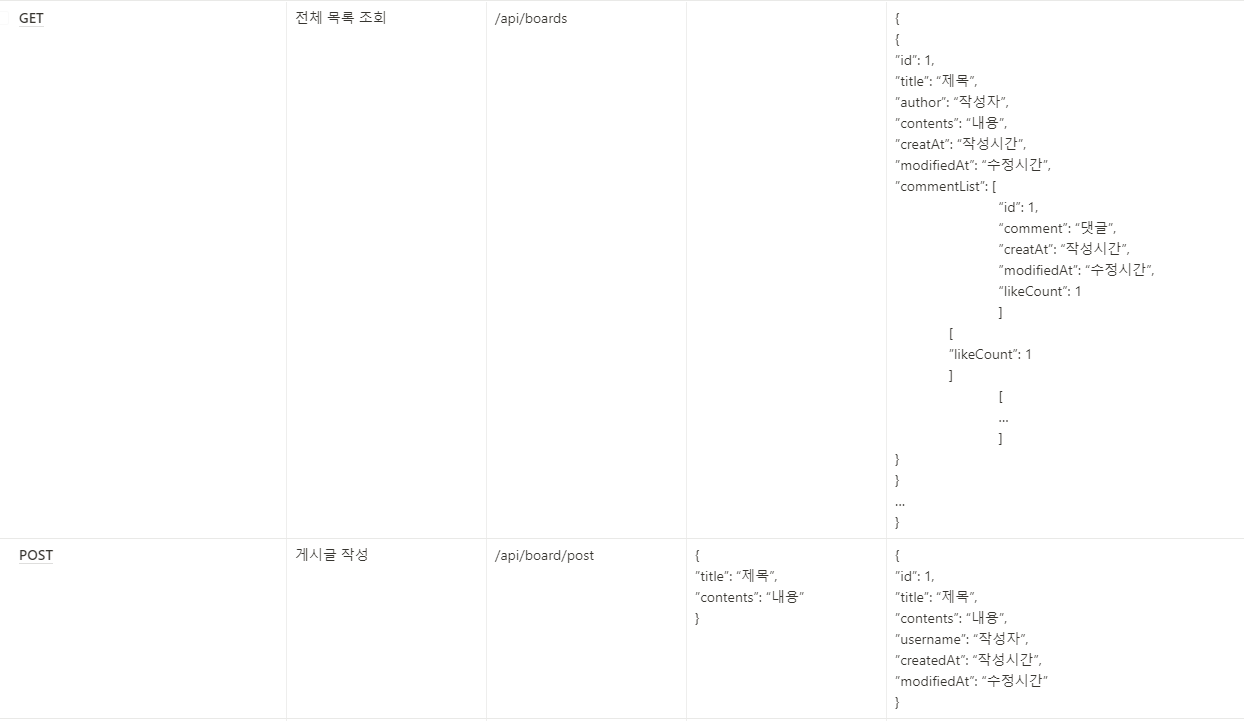 GET
전체 목록 조회
/api/boards
{
{
“id”: 1,
“title”: “제목”,
“author”: “작성자”,
“contents”: “내용”,
“creatAt”: “작성시간”,
“modifiedAt”: “수정시간”,
“commentList”: [
“id”: 1,
“comment”: “댓글”,
“creatAt”: “작성시간”,
“modifiedAt”: “수정시간”,
“likeCount”: 1
]
[
“likeCount”: 1
]
[
...
]
}
}
...
}
POST
게시글 작성
/api/board/post
{
“title”: “제목”,
“contents”: “내용”
}
{
“id”: 1,
“title”: “제목”,
“contents”: “내용”,
“username”: “작성자”,
“createdAt”: “작성시간”,
“modifiedAt”: “수정시간”
}